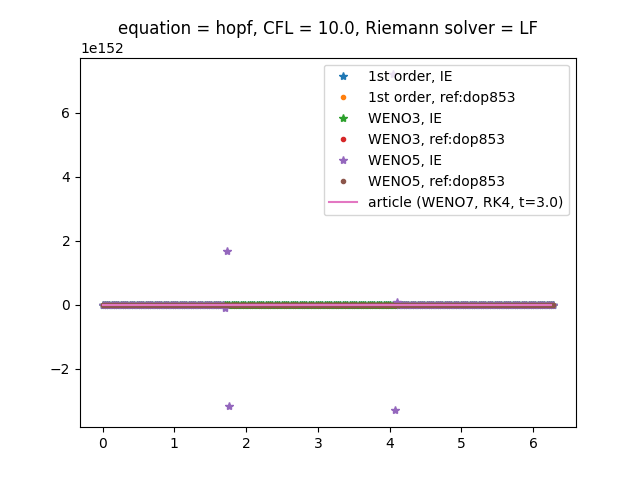 equation = hopf, CFL = 10.0, Riemann solver = LF
1e152
1st order, IE
1st order, ref:dop853
WENO3, IE
WENO3, ref:dop853
WENO5, IE
WENO5, ref:dop853
article (WENO7, RK4, t=3.0)
6
4
2
0
−2
0 1 2 3 4 5 6